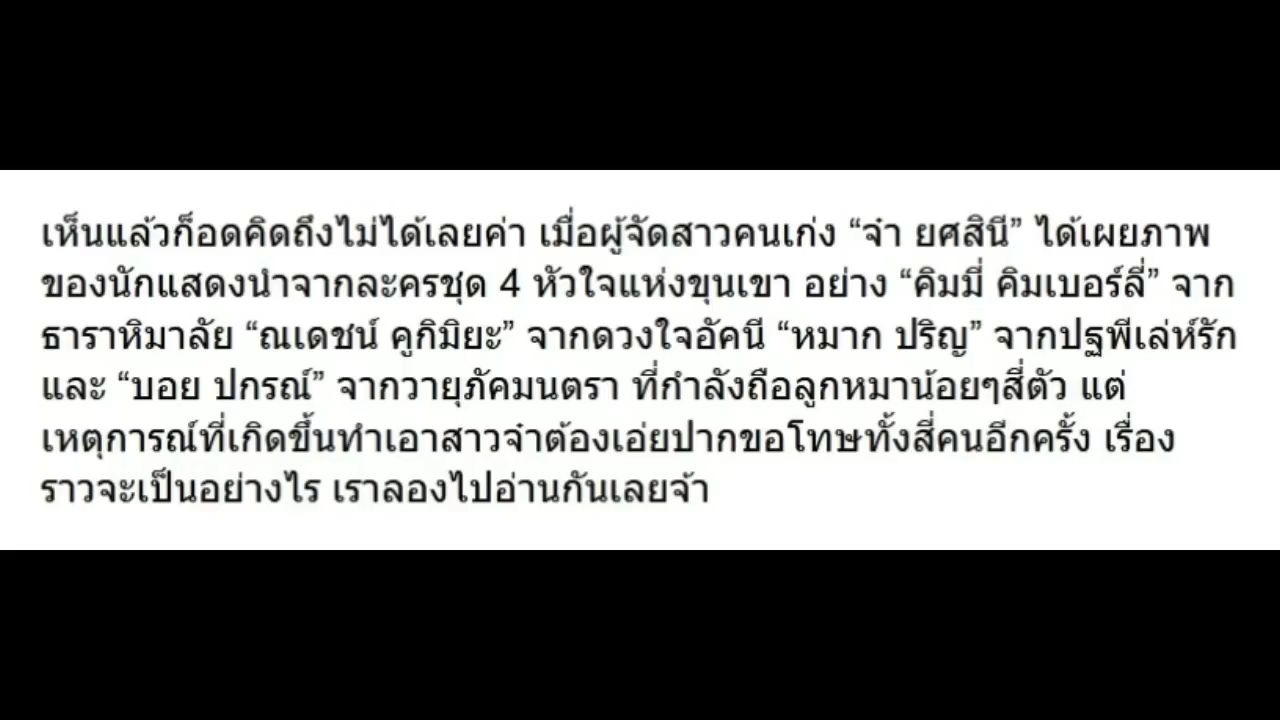 เห็นแล้วก็อดคิดถึงไม่ได้เลยค่า เมื่อผู้จัดสาวคนเก่ง “จ๋า ยศสินี” ได้เผยภาพ
ของนักแสดงนำจากละครชุด 4 หัวใจแห่งขุนเขา อย่าง “คิมมี่ คิมเบอร์ลี่” จาก
ธาราหิมาลัย “ณเดชน์ คูกิมิยะ” จากดวงใจอัคนี “หมาก ปริญ” จากปฐพีเล่ห์รัก
และ “บอย ปกรณ์” จากวายุภัคมนตรา ที่กำลังถือลูกหมาน้อยๆสี่ตัว แต่
เหตุการณ์ที่เกิดขึ้นทำเอาสาวจ๋าต้องเอ่ยปากขอโทษทั้งสี่คนอีกครั้ง เรื่อง
ราวจะเป็นอย่างไร เราลองไปอ่านกันเลยจ้า